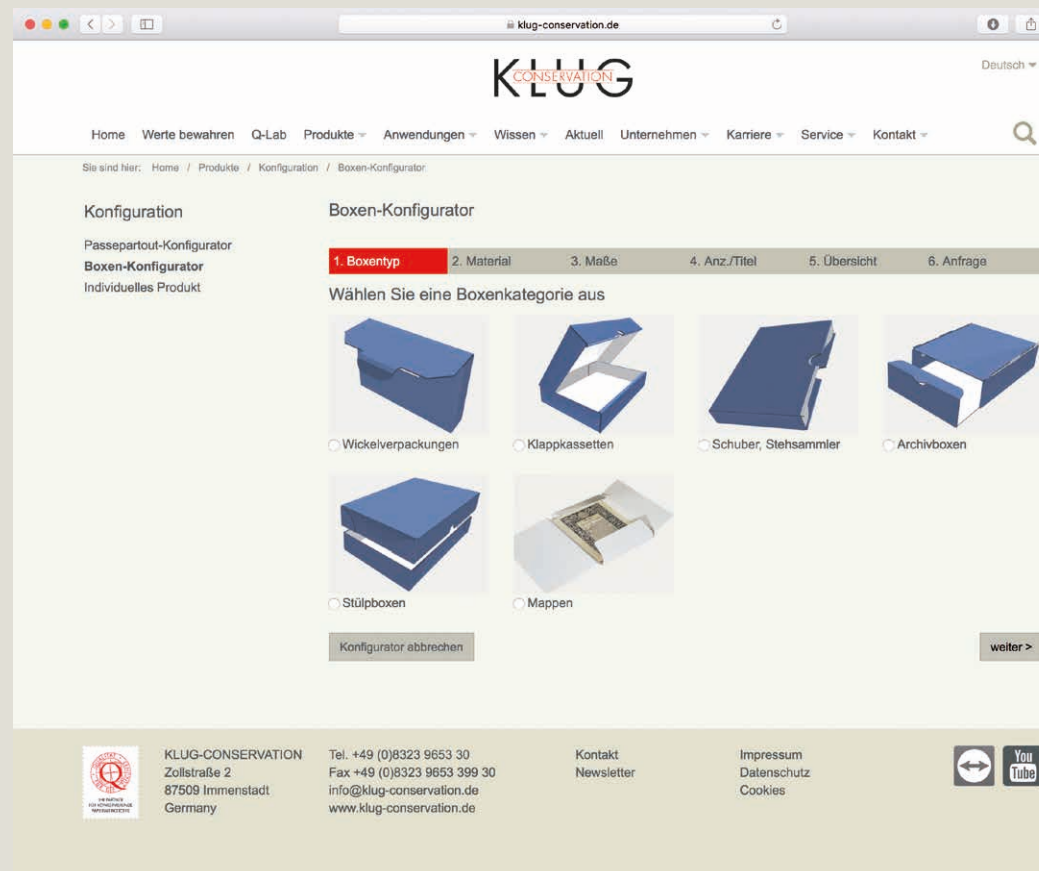 klug-conservation.de
KLUG
CONSERVATION
Deutsch
Home Werte bewahren Q-Lab Produkte Anwendungen Wissen Aktuell Unternehmen Karriere Service Kontakt
Sie sind hier: Home / Produkte / Konfiguration / Boxen-Konfigurator
Konfiguration
Passepartout-Konfigurator
Boxen-Konfigurator
Individuelles Produkt
Boxen-Konfigurator
1. Boxentyp 2. Material 3. Maße 4. Anz./Titel 5. Übersicht 6. Anfrage
Wählen Sie eine Boxenkategorie aus
Wickelverpackungen Klappkassetten Schuber, Stehsammler Archivboxen
Stülpboxen Mappen
Konfigurator abbrechen weiter >
KLUG-CONSERVATION
Zollstraße 2
87509 Immenstadt
Germany
Tel. +49 (0)8323 9653 30
Fax +49 (0)8323 9653 399 30
info@klug-conservation.de
www.klug-conservation.de
Kontakt
Newsletter
Impressum
Datenschutz
Cookies
You
Tube